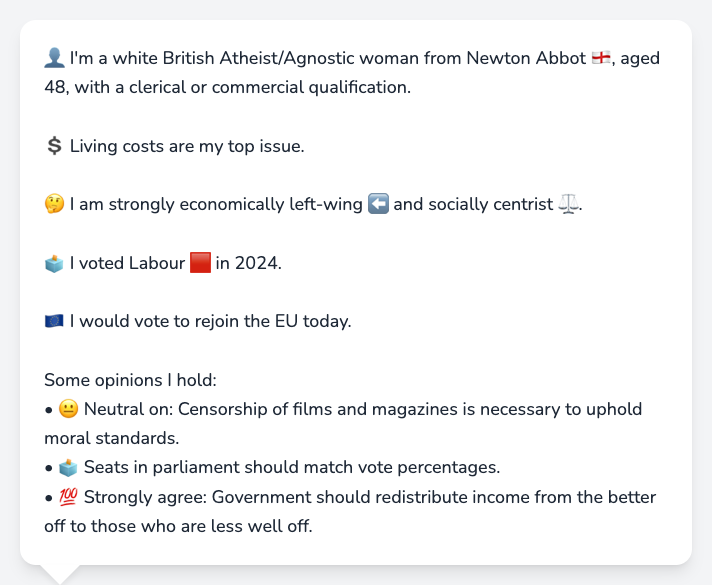 👤 I'm a white British Atheist/Agnostic woman from Newton Abbot 🏴󠁧󠁢󠁥󠁮󠁧󠁿, aged
48, with a clerical or commercial qualification.
💲 Living costs are my top issue.
🤔 I am strongly economically left-wing ⬅️ and socially centrist ⚖️.
🗳️ I voted Labour 🟥 in 2024.
🇪🇺 I would vote to rejoin the EU today.
Some opinions I hold:
• 😐 Neutral on: Censorship of films and magazines is necessary to uphold
moral standards.
• 🗳️ Seats in parliament should match vote percentages.
• 💯 Strongly agree: Government should redistribute income from the better
off to those who are less well off.